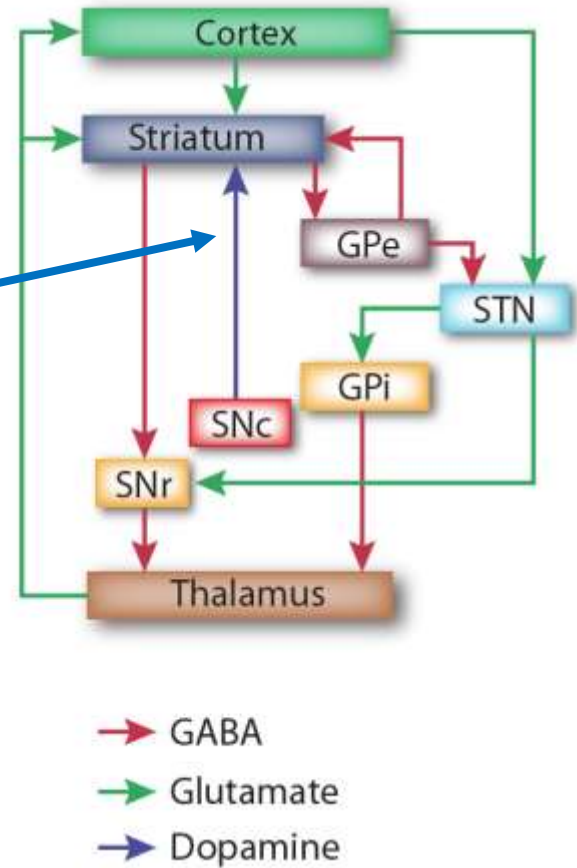 Cortex
Striatum
GPe
STN
GPi
SNc
SNr
Thalamus
GABA
Glutamate
Dopamine